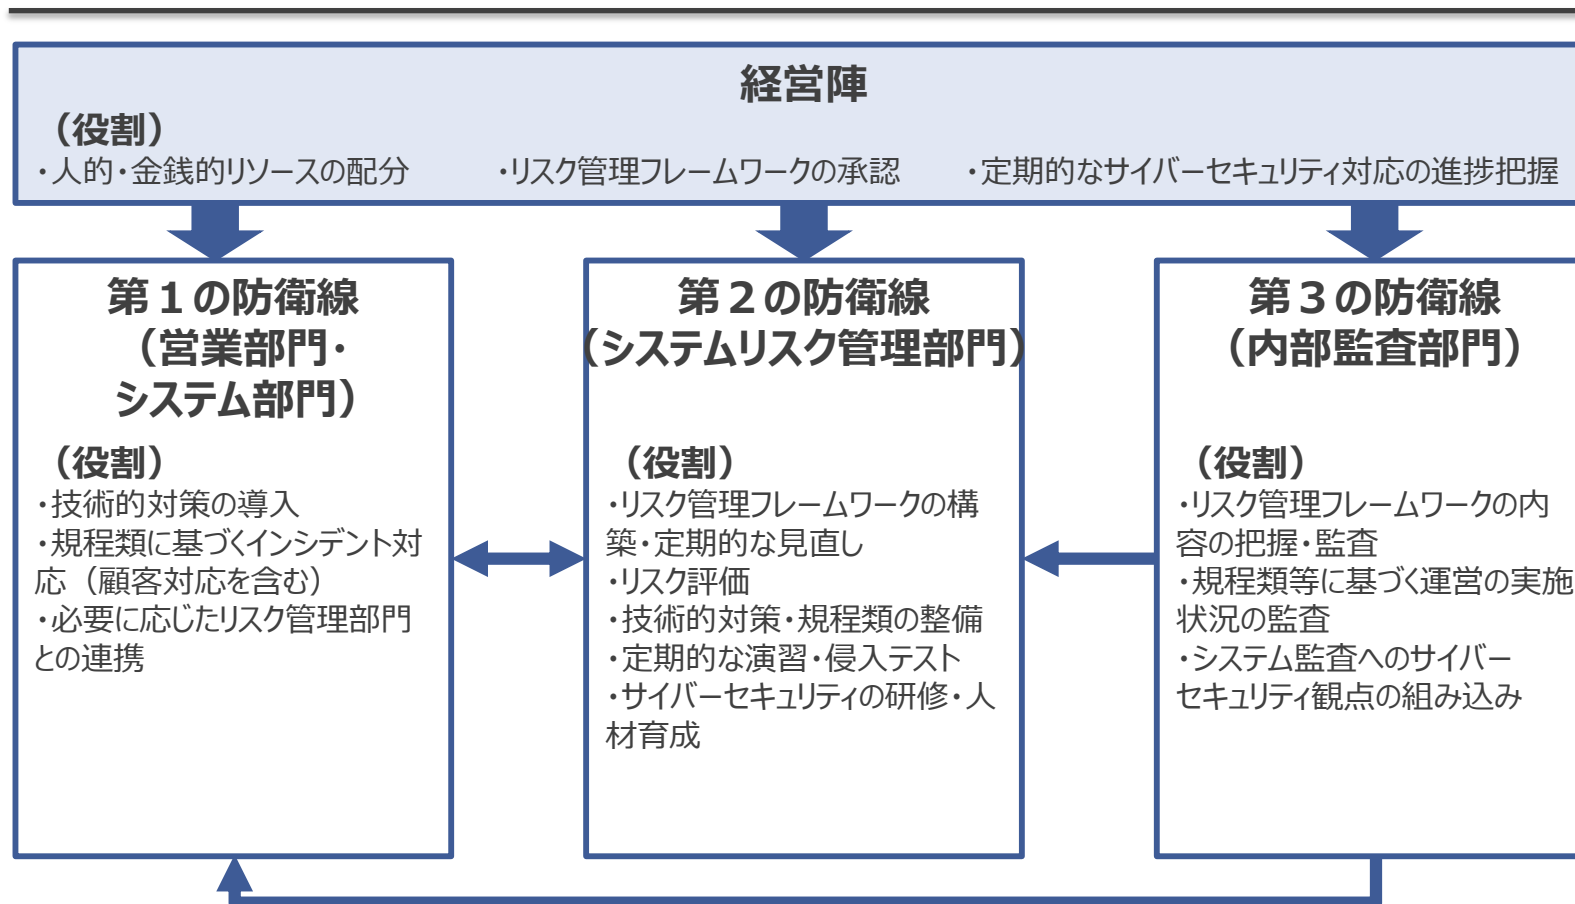 経営陣
（役割）
・人的・金銭的リソースの配分 ・リスク管理フレームワークの承認 ・定期的なサイバーセキュリティ対応の進捗把握
第１の防衛線
（営業部門・
システム部門）
（役割）
・技術的対策の導入
・規程類に基づくインシデント対
応（顧客対応を含む）
・必要に応じたリスク管理部門
との連携
第２の防衛線
（システムリスク管理部門）
（役割）
・リスク管理フレームワークの構
築・定期的な見直し
・リスク評価
・技術的対策・規程類の整備
・定期的な演習・侵入テスト
・サイバーセキュリティの研修・人
材育成
第３の防衛線
（内部監査部門）
（役割）
・リスク管理フレームワークの内
容の把握・監査
・規程類等に基づく運営の実施
状況の監査
・システム監査へのサイバー
セキュリティ観点の組み込み